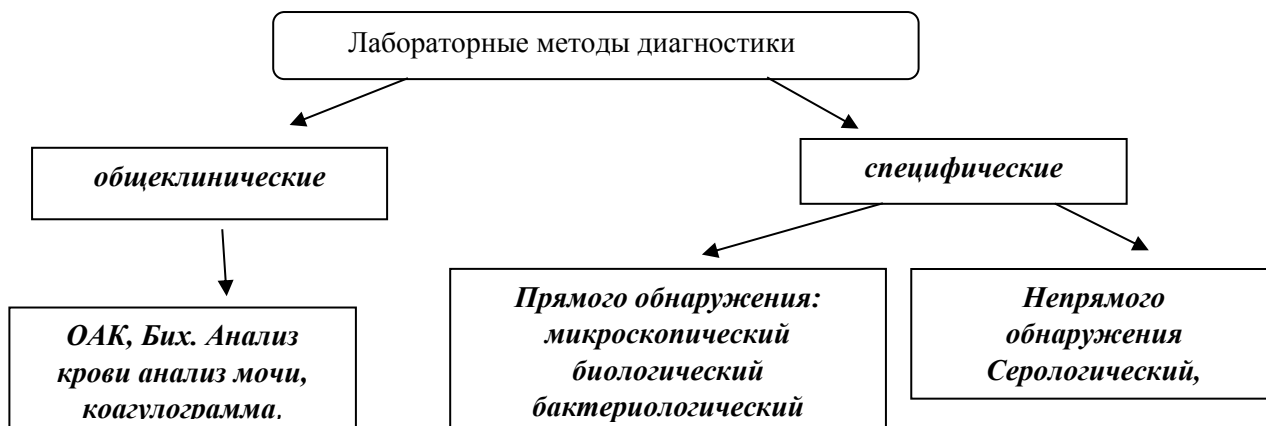 Лабораторные методы диагностики
общеклинические
специфические
ОАК, Бих. Анализ
крови анализ мочи,
коагулограмма,
Прямого обнаружения:
микроскопический
биологический
бактериологический
Непрямого
обнаружения
Серологический,